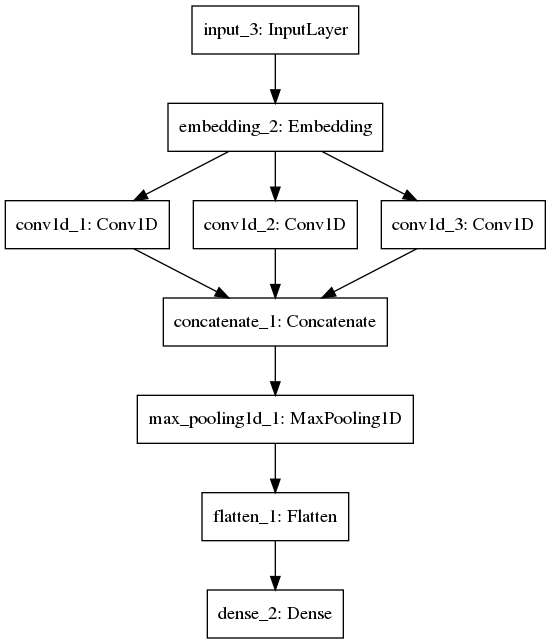 input_3: InputLayer
embedding_2: Embedding
conv1d_1: Conv1D
conv1d_2: Conv1D
conv1d_3: Conv1D
concatenate_1: Concatenate
max_pooling1d_1: MaxPooling1D
flatten_1: Flatten
dense_2: Dense